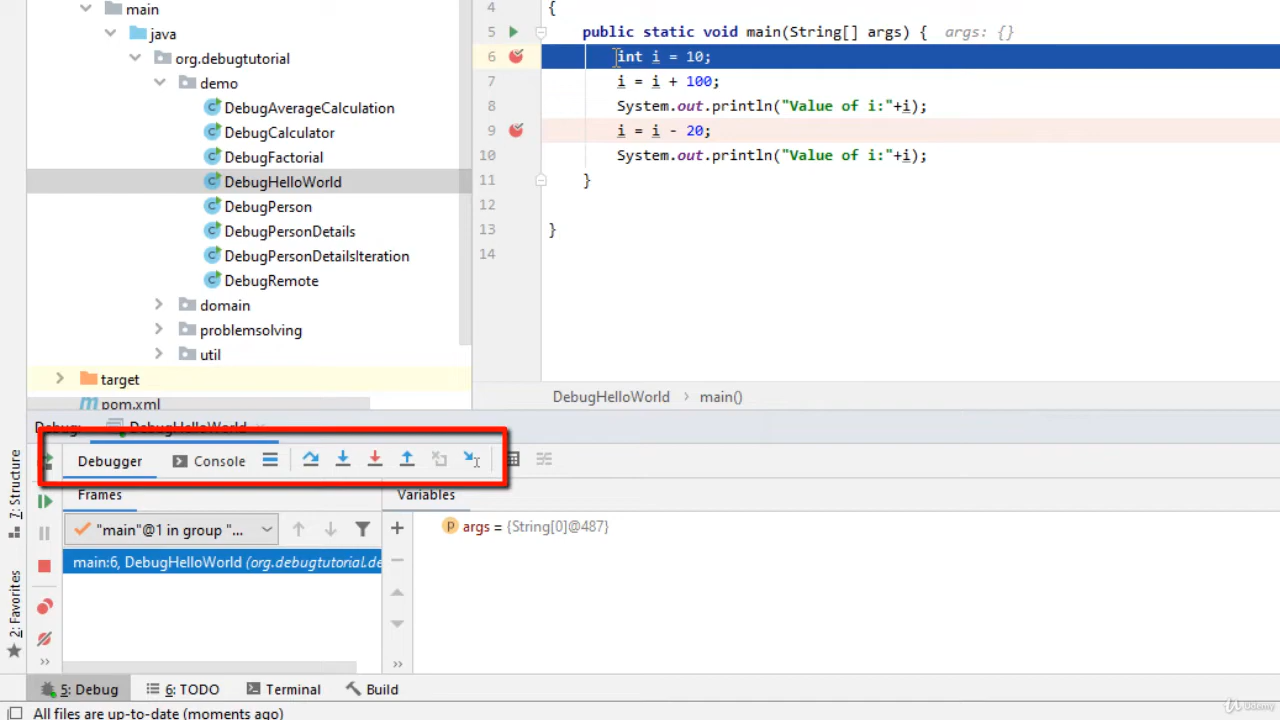 main
java
org.debugtutorial
demo
DebugAverageCalculation
DebugCalculator
DebugFactorial
DebugHelloWorld
DebugPerson
DebugPersonDetails
DebugPersonDetailsIteration
DebugRemote
domain
problemsolving
util
target
pom.xml
4 {
5 public static void main(String[] args) { args: {}
6 int i = 10;
7 i = i + 100;
8 System.out.println("Value of i:"+i);
9 i = i - 20;
10 System.out.println("Value of i:"+i);
11 }
12
13 }
14
DebugHelloWorld › main()
Debug: DebugHelloWorld
Debugger Console
Frames
Variables
"main"@1 in group "...
main:6, DebugHelloWorld (org.debugtutorial.de
args = {String[0]@487}
7: Structure
2: Favorites
5: Debug 6: TODO Terminal Build
All files are up-to-date (moments ago)
Udemy